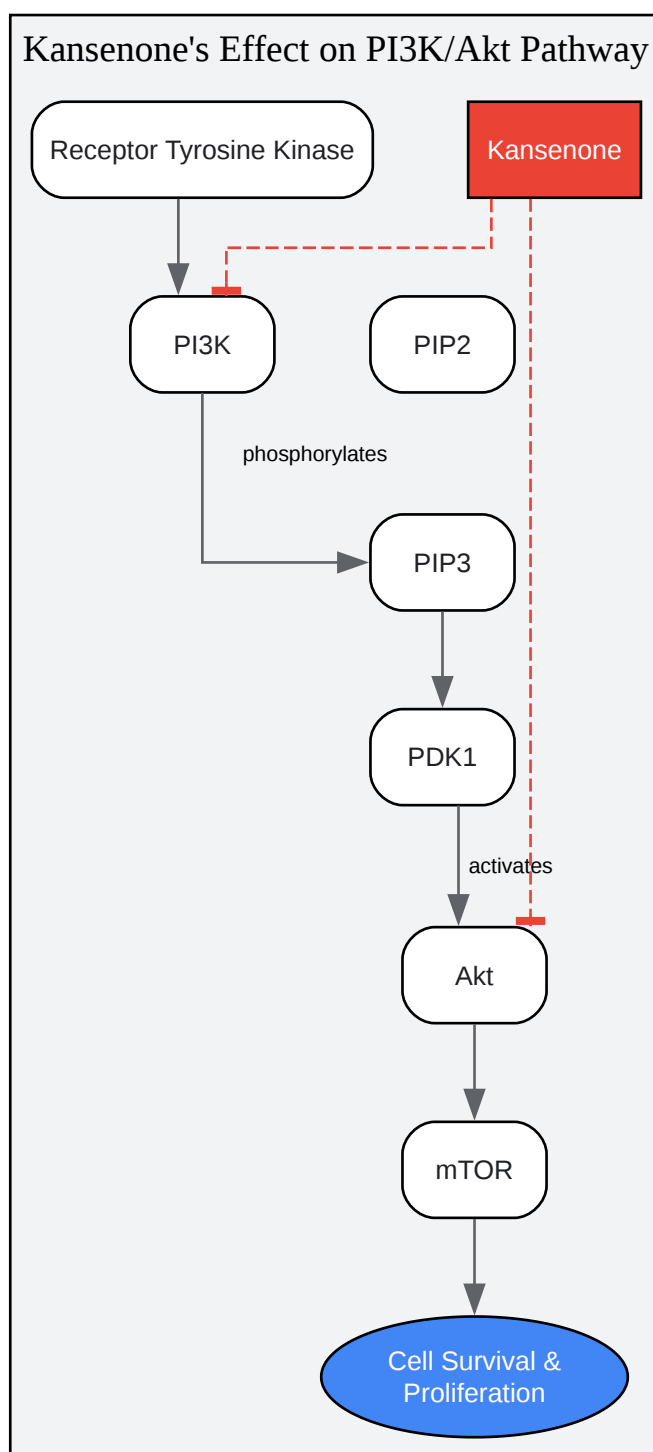 Kansenone's Effect on PI3K/Akt Pathway
Receptor Tyrosine Kinase
Kansenone
PI3K
PIP2
phosphorylates
PIP3
PDK1
activates
Akt
mTOR
Cell Survival &
Proliferation